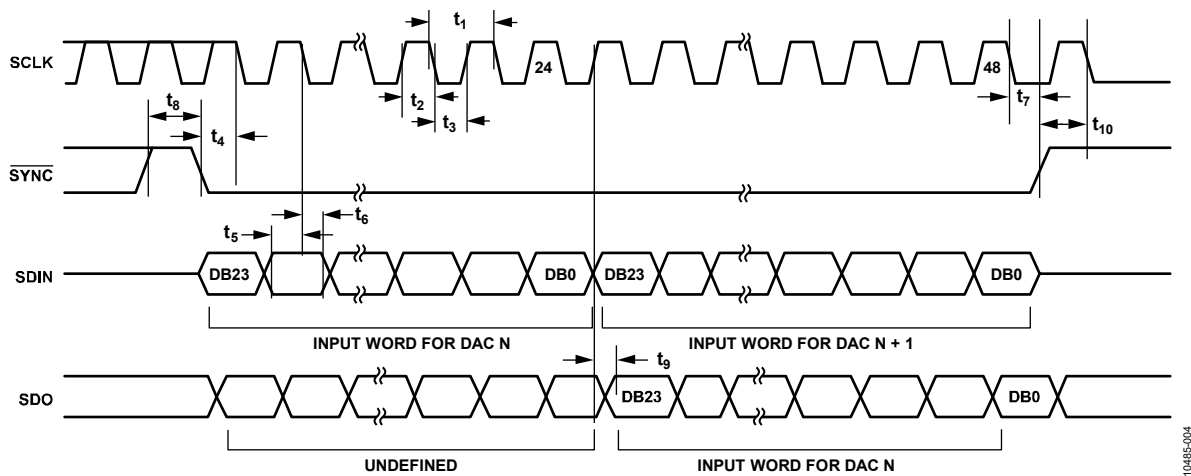 t1
SCLK
24
48
t2
t3
t7
t8
t4
t10
SYNC
t5
t6
SDIN
DB23
DB0
DB23
DB0
INPUT WORD FOR DAC N
INPUT WORD FOR DAC N + 1
t9
SDO
DB23
DB0
UNDEFINED
INPUT WORD FOR DAC N
10485-004